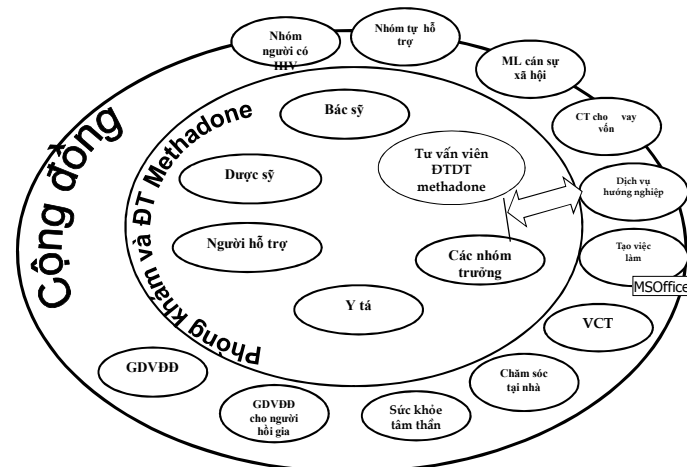 Nhóm
người có
HIV
Nhóm tự hỗ
trợ
ML cán sự
xã hội
CT cho vay
vốn
Dịch vụ
hướng nghiệp
Tạo việc
làm
MSOffice
VCT
Chăm sóc
tại nhà
Sức khỏe
tâm thần
GDVĐĐ
cho người
hồi gia
GDVĐĐ
Cộng đồng
Phòng khám và ĐT Methadone
Bác sỹ
Tư vấn viên
ĐTDT
methadone
Dược sỹ
Người hỗ trợ
Các nhóm
trưởng
Y tá